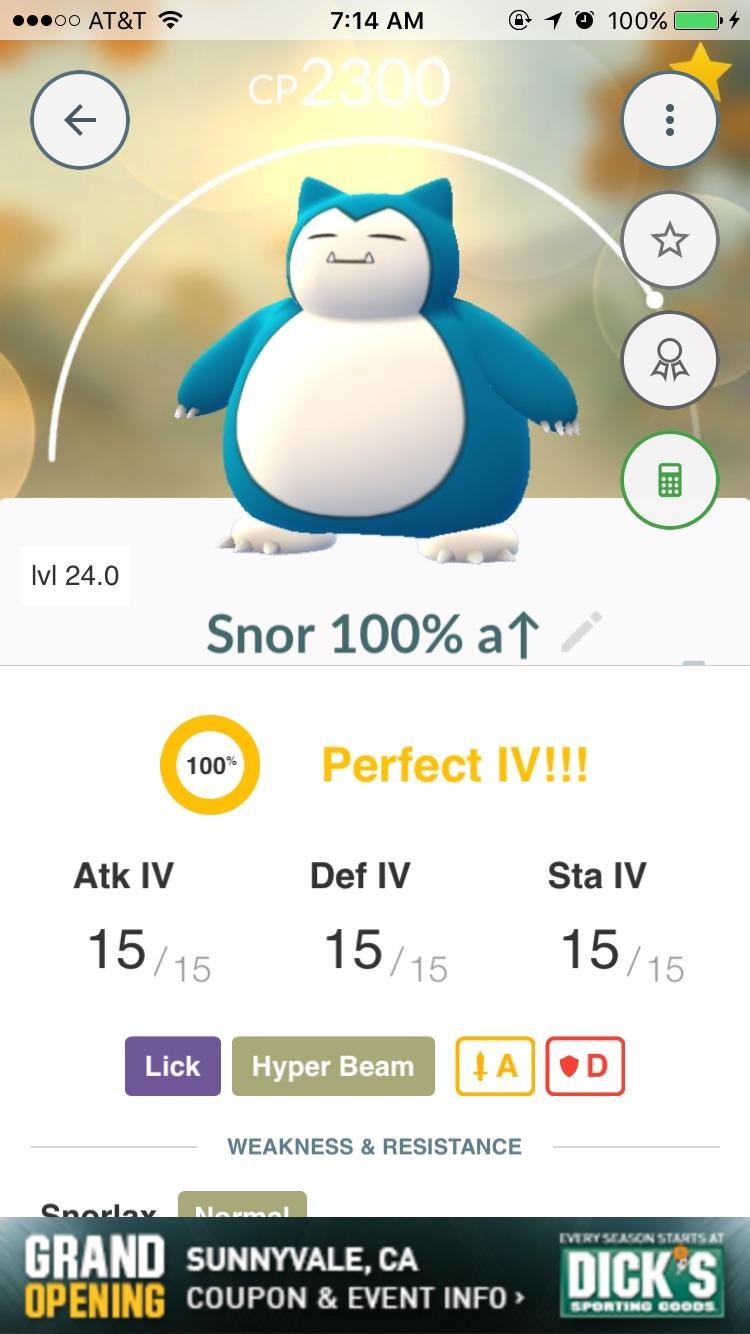 AT&T 7:14 AM 100%
CP2300
lvl 24.0
Snor 100% a↑
100%
Perfect IV!!!
Atk IV Def IV Sta IV
15/15 15/15 15/15
Lick Hyper Beam A D
WEAKNESS & RESISTANCE
Snorlax Normal
GRAND OPENING
SUNNYVALE, CA
COUPON & EVENT INFO ›
EVERY SEASON STARTS AT
DICK'S
SPORTING GOODS